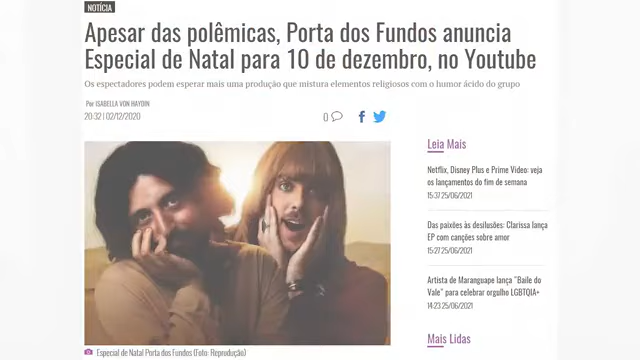 NOTÍCIA
Apesar das polêmicas, Porta dos Fundos anuncia
Especial de Natal para 10 de dezembro, no Youtube
Os espectadores podem esperar mais uma produção que mistura elementos religiosos com o humor ácido do grupo
Por ISABELLA VON HAYDIN
20:32 | 02/12/2020
0
Leia Mais
Netflix, Disney Plus e Prime Video: veja
os lançamentos do fim de semana
15:37 25/06/2021
Das paixões às desilusões: Clarissa lança
EP com canções sobre amor
15:27 25/06/2021
Artista de Maranguape lança "Baile do
Vale" para celebrar orgulho LGBTQIA+
14:23 25/06/2021
Mais Lidas
Especial de Natal Porta dos Fundos (Foto: Reprodução)